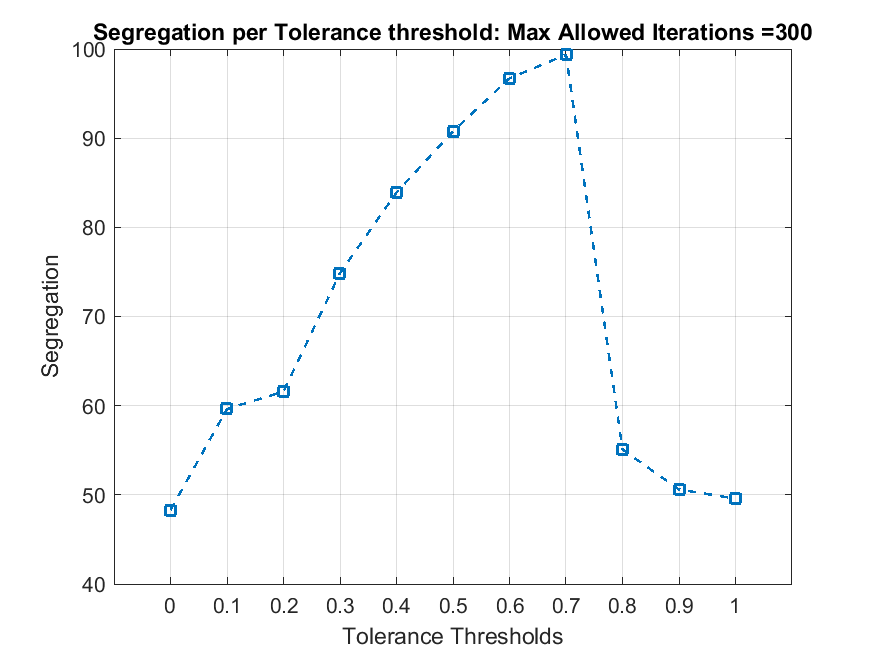 Segregation per Tolerance threshold: Max Allowed Iterations =300
100
90
80
70
60
50
40
Segregation
0 0.1 0.2 0.3 0.4 0.5 0.6 0.7 0.8 0.9 1
Tolerance Thresholds